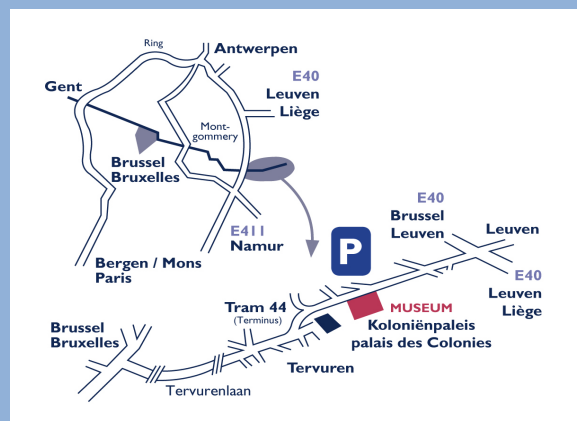 Ring
Antwerpen
E40
Leuven
Liège
Gent
Mont-
gommery
Brussel
Bruxelles
E411
Namur
Bergen / Mons
Paris
E40
Brussel
Leuven
Leuven
P
E40
Leuven
Liège
Tram 44
(Terminus)
MUSEUM
Koloniënpaleis
palais des Colonies
Brussel
Bruxelles
Tervuren
Tervurenlaan